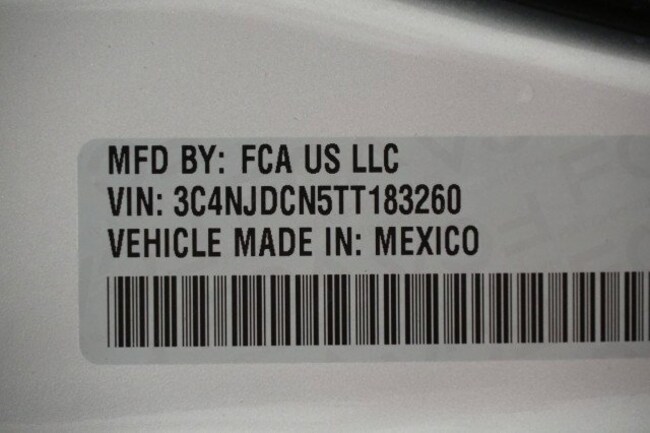 MFD BY: FCA US LLC
VIN: 3C4NJDCN5TT183260
VEHICLE MADE IN: MEXICO